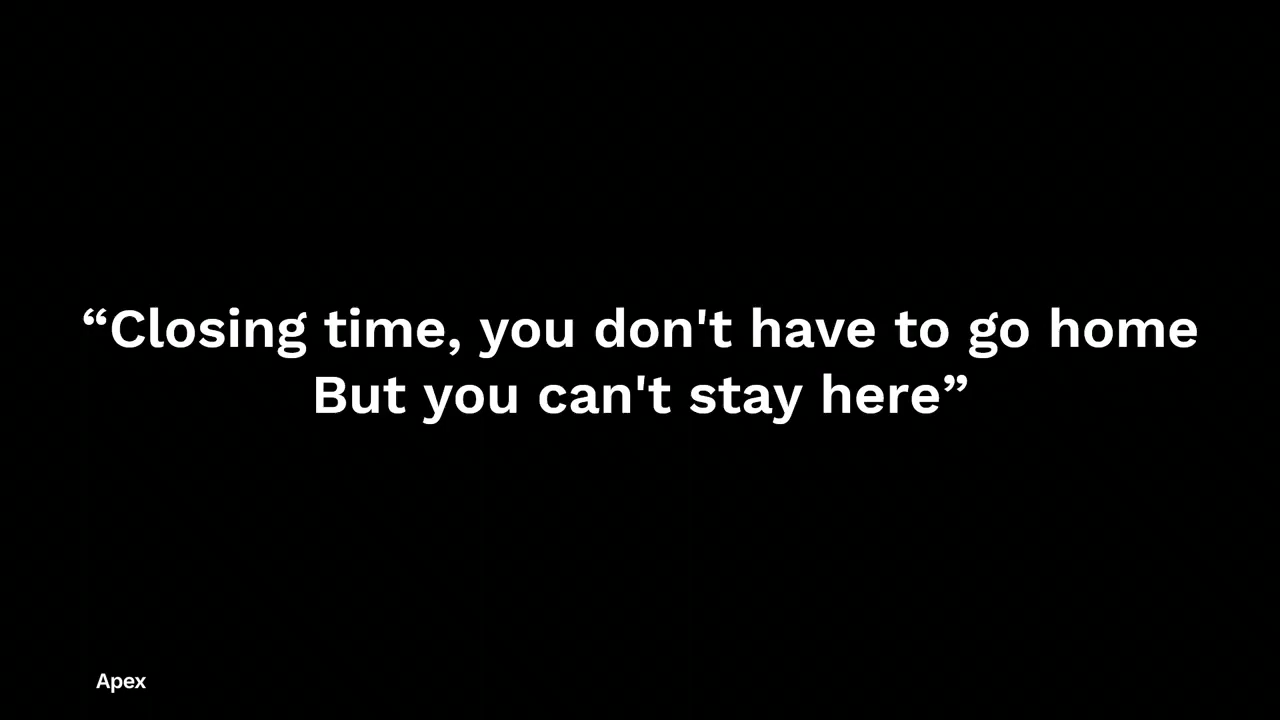 “Closing time, you don't have to go home
But you can't stay here”
Apex